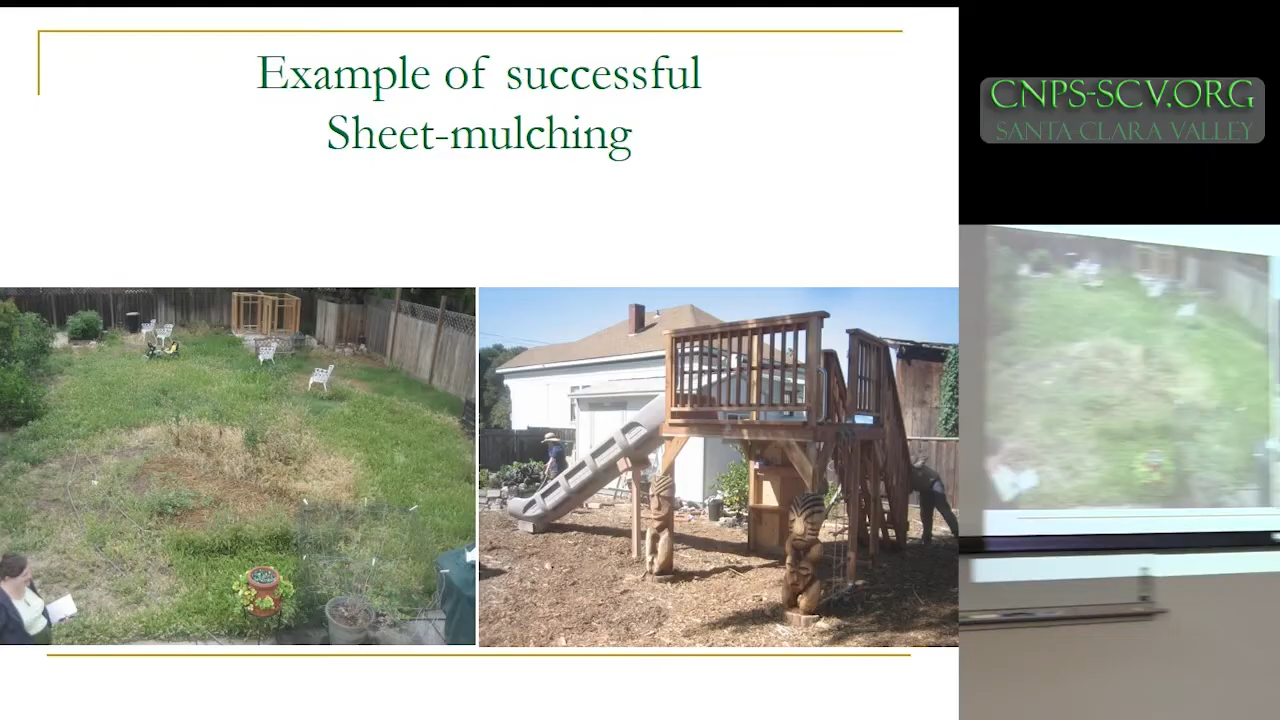 Example of successful
Sheet-mulching
CNPS-SCV.ORG
SANTA CLARA VALLEY